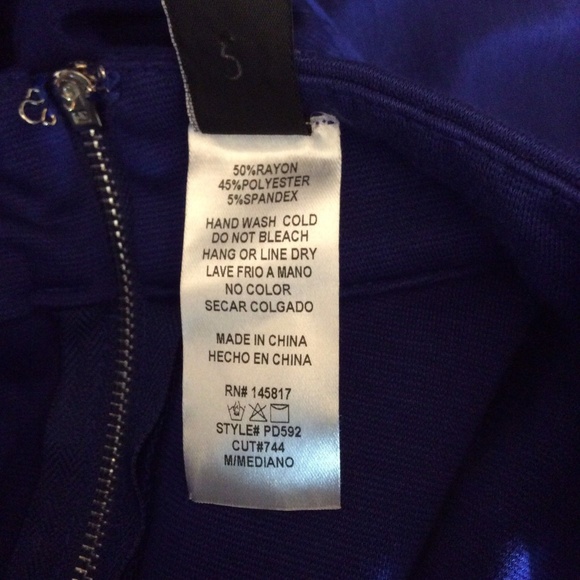 50%RAYON
45%POLYESTER
5%SPANDEX
HAND WASH COLD
DO NOT BLEACH
HANG OR LINE DRY
LAVE FRIO A MANO
NO COLOR
SECAR COLGADO
MADE IN CHINA
HECHO EN CHINA
RN# 145817
STYLE# PD592
CUT#744
M/MEDIANO